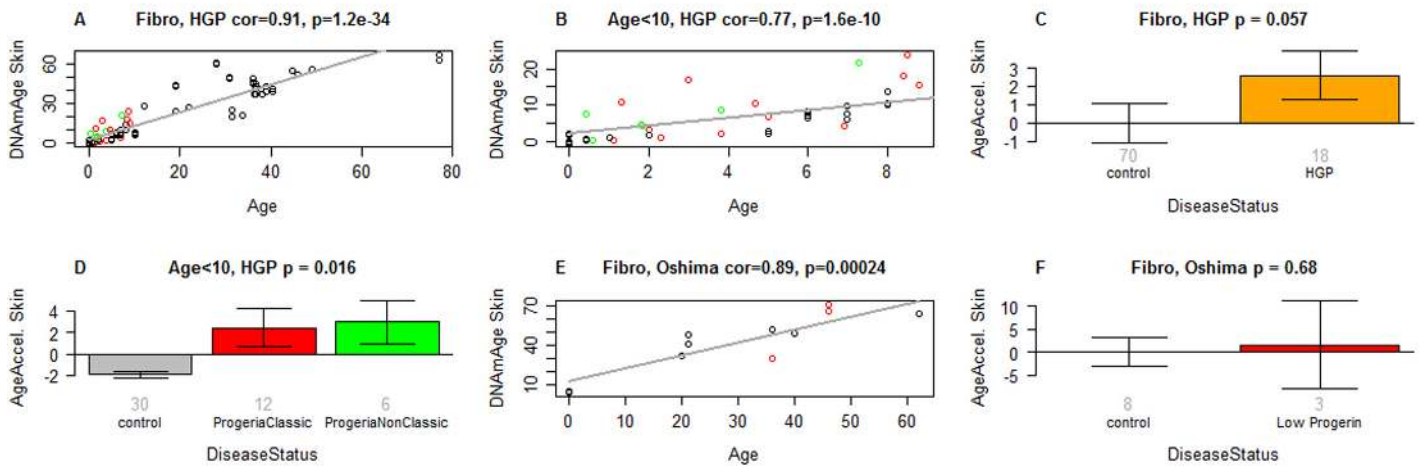 A Fibro, HGP cor=0.91, p=1.2e-34
DNAmAge Skin
60
30
0
0 20 40 60 80
Age
B Age<10, HGP cor=0.77, p=1.6e-10
DNAmAge Skin
20
10
0
0 2 4 6 8
Age
C Fibro, HGP p = 0.057
AgeAccel. Skin
3
2
1
0
-1
70 18
control HGP
DiseaseStatus
D Age<10, HGP p = 0.016
AgeAccel. Skin
4
2
0
-2
30 12 6
control ProgeriaClassic ProgeriaNonClassic
DiseaseStatus
E Fibro, Oshima cor=0.89, p=0.00024
DNAmAge Skin
70
40
10
0 10 20 30 40 50 60
Age
F Fibro, Oshima p = 0.68
AgeAccel. Skin
10
5
0
-5
8 3
control Low Progerin
DiseaseStatus